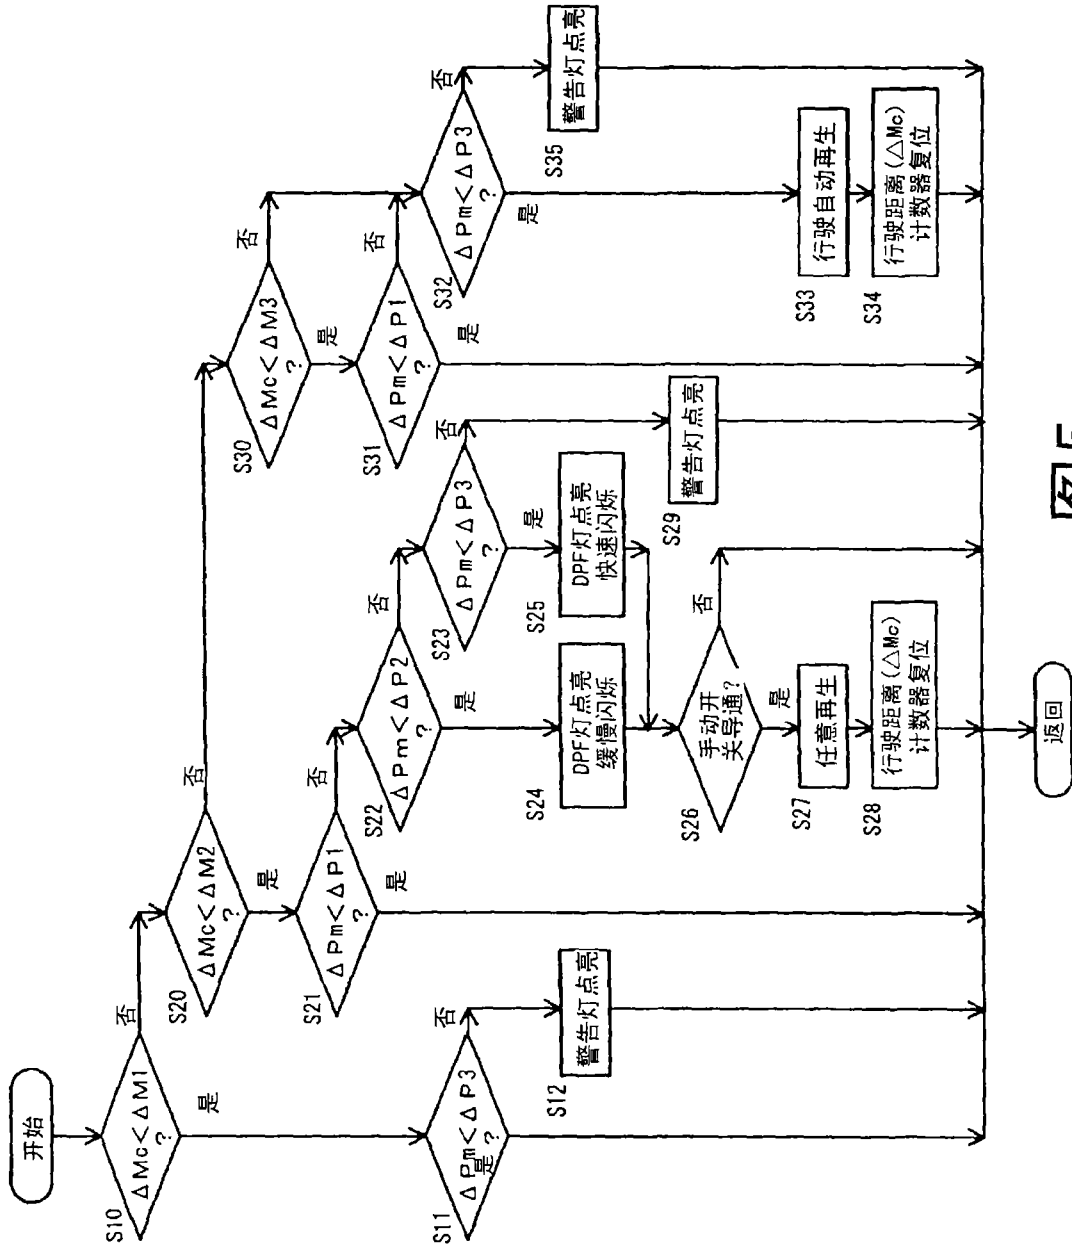 开始
S10
ΔMc<ΔM1
?
是
否
S11
ΔPm<ΔP3
?
是
否
S12
警告灯点亮
S20
ΔMc<ΔM2
?
是
否
S21
ΔPm<ΔP1
?
是
否
S22
ΔPm<ΔP2
?
是
否
S23
ΔPm<ΔP3
?
是
否
S24
DPF灯点亮
缓慢闪烁
S25
DPF灯点亮
快速闪烁
S26
手动开
关导通?
是
否
S27
任意再生
S28
行驶距离(△Mc)
计数器复位
S29
警告灯点亮
S30
ΔMc<ΔM3
?
是
否
S31
ΔPm<ΔP1
?
是
否
S32
ΔPm<ΔP3
?
是
否
S33
行驶自动再生
S34
行驶距离(△Mc)
计数器复位
S35
警告灯点亮
返回